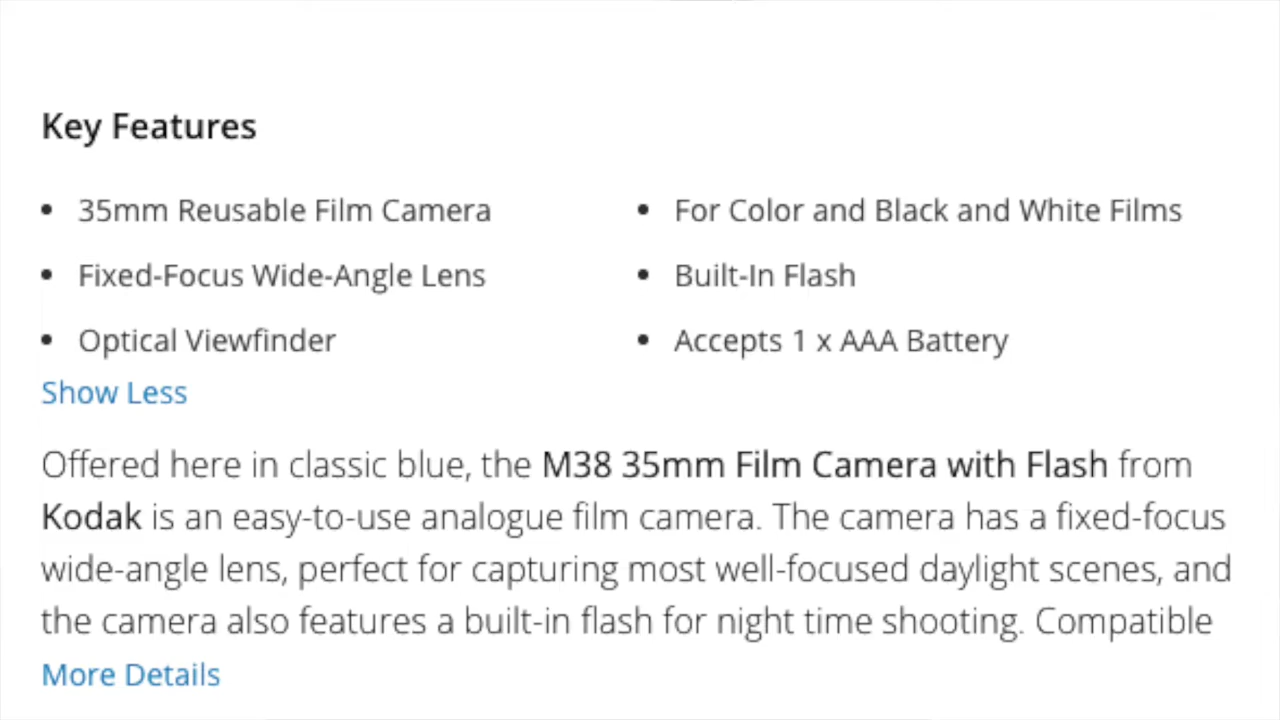 Key Features
• 35mm Reusable Film Camera
• For Color and Black and White Films
• Fixed-Focus Wide-Angle Lens
• Built-In Flash
• Optical Viewfinder
• Accepts 1 x AAA Battery
Show Less
Offered here in classic blue, the M38 35mm Film Camera with Flash from
Kodak is an easy-to-use analogue film camera. The camera has a fixed-focus
wide-angle lens, perfect for capturing most well-focused daylight scenes, and
the camera also features a built-in flash for night time shooting. Compatible
More Details